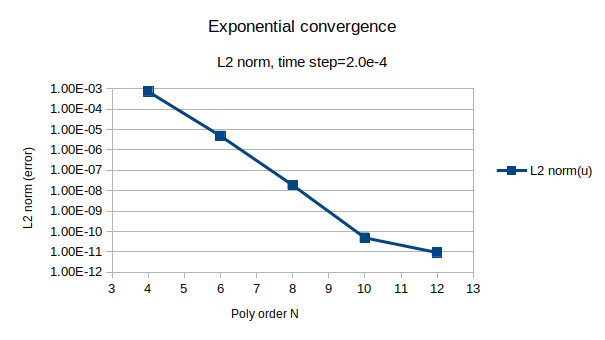 Exponential convergence
L2 norm, time step=2.0e-4
1.00E-03
1.00E-04
1.00E-05
1.00E-06
1.00E-07
1.00E-08
1.00E-09
1.00E-10
1.00E-11
1.00E-12
L2 norm (error)
3 4 5 6 7 8 9 10 11 12 13
Poly order N
L2 norm(u)